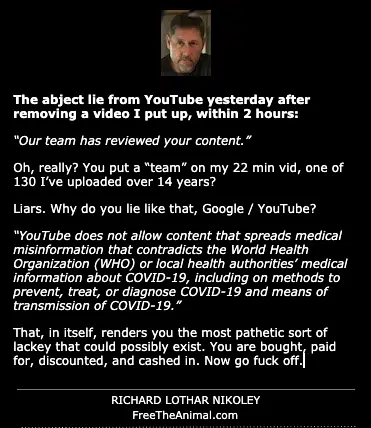 The abject lie from YouTube yesterday after
removing a video I put up, within 2 hours:
“Our team has reviewed your content.”
Oh, really? You put a “team” on my 22 min vid, one of
130 I’ve uploaded over 14 years?
Liars. Why do you lie like that, Google / YouTube?
“YouTube does not allow content that spreads medical
misinformation that contradicts the World Health
Organization (WHO) or local health authorities’ medical
information about COVID-19, including on methods to
prevent, treat, or diagnose COVID-19 and means of
transmission of COVID-19.”
That, in itself, renders you the most pathetic sort of
lackey that could possibly exist. You are bought, paid
for, discounted, and cashed in. Now go fuck off.
RICHARD LOTHAR NIKOLEY
FreeTheAnimal.com